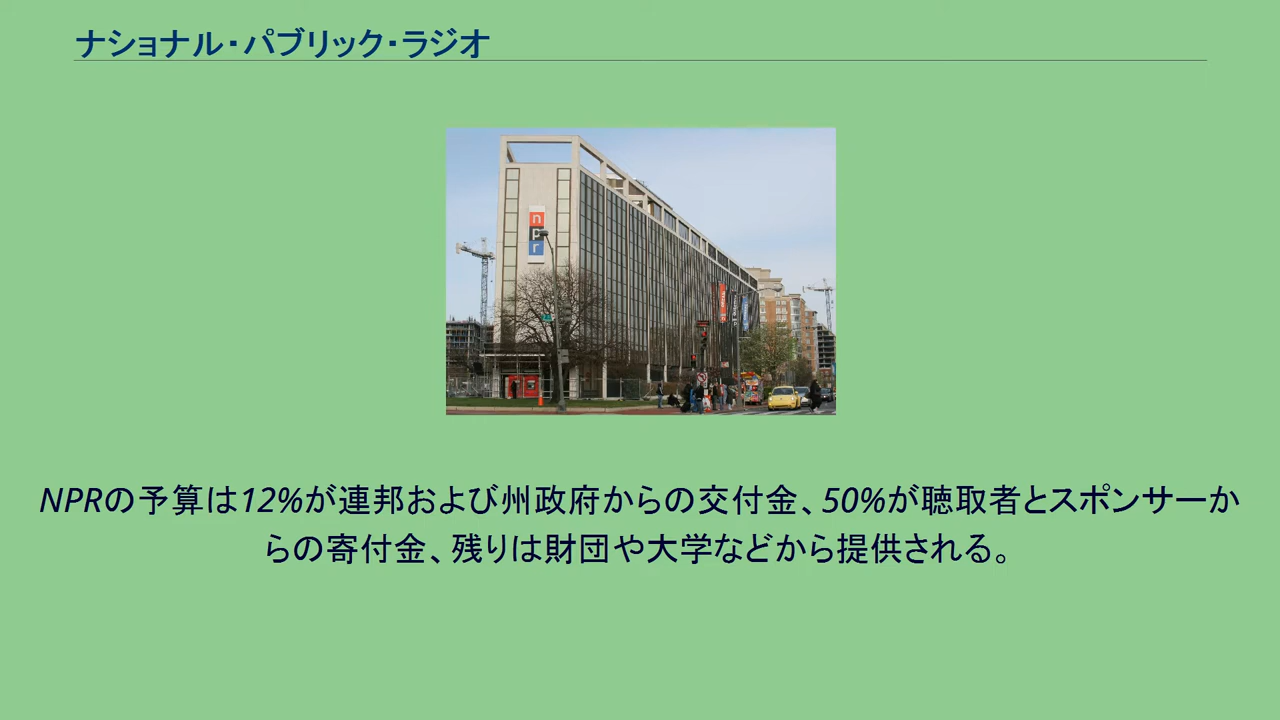 ナショナル・パブリック・ラジオ
npr
NPRの予算は12%が連邦および州政府からの交付金、50%が聴取者とスポンサーか
らの寄付金、残りは財団や大学などから提供される。